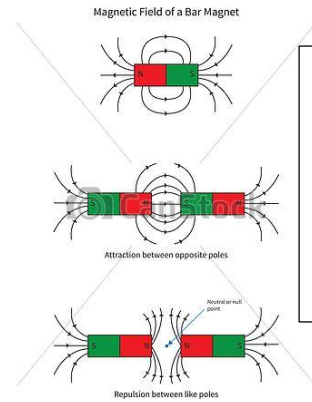 Magnetic Field of a Bar Magnet
N S
S N S N
Attraction between opposite poles
Neutral or null
point
S N N S
Repulsion between like poles